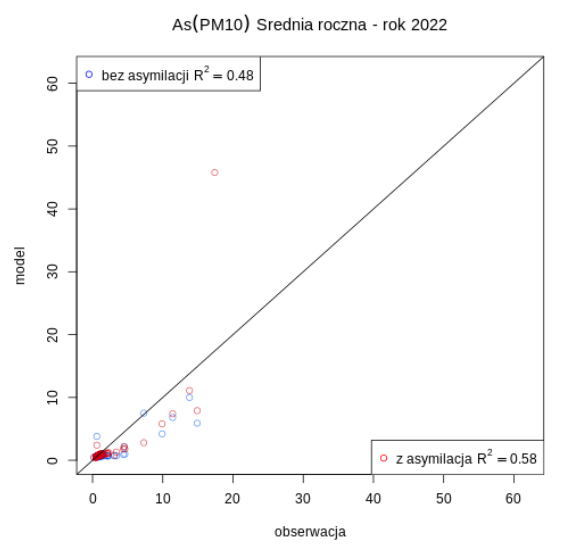 As(PM10) Srednia roczna - rok 2022
bez asymilacji R² = 0.48
60
50
40
30
20
10
0
model
z asymilacja R² = 0.58
0 10 20 30 40 50 60
obserwacja